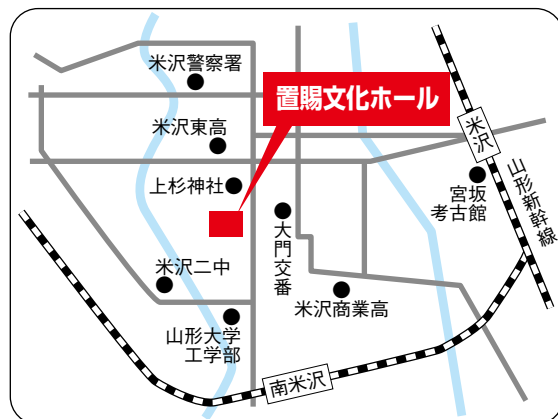 米沢警察署
置賜文化ホール
米沢東高
米沢
上杉神社
宮坂
考古館
山形新幹線
大門交番
米沢二中
米沢商業高
山形大学
工学部
南米沢